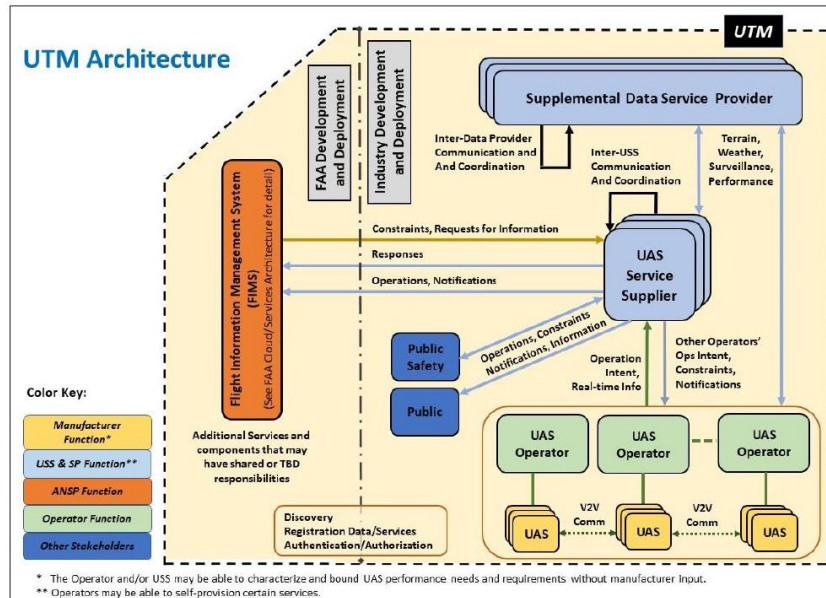 UTM
UTM Architecture
FAA Development
and Deployment
Industry Development
and Deployment
Supplemental Data Service Provider
Inter-Data Provider
Communication and
And Coordination
Inter-USS
Communication
And Coordination
Terrain,
Weather,
Surveillance,
Performance
Flight Information Management System
(FIMS)
(See FAA Cloud/Services Architecture for detail)
Constraints, Requests for Information
Responses
Operations, Notifications
UAS
Service
Supplier
Operations, Constraints
Notifications, Information
Public
Safety
Public
Operation
Intent,
Real-time Info
Other Operators'
Ops Intent,
Constraints,
Notifications
Color Key:
Manufacturer
Function*
USS & SP Function**
ANSP Function
Operator Function
Other Stakeholders
Additional Services and
components that may
have shared or TBD
responsibilities
Discovery
Registration Data/Services
Authentication/Authorization
UAS
Operator
UAS
Operator
UAS
Operator
UAS
V2V
Comm
UAS
V2V
Comm
UAS
* The Operator and/or USS may be able to characterize and bound UAS performance needs and requirements without manufacturer input.
** Operators may be able to self-provision certain services.